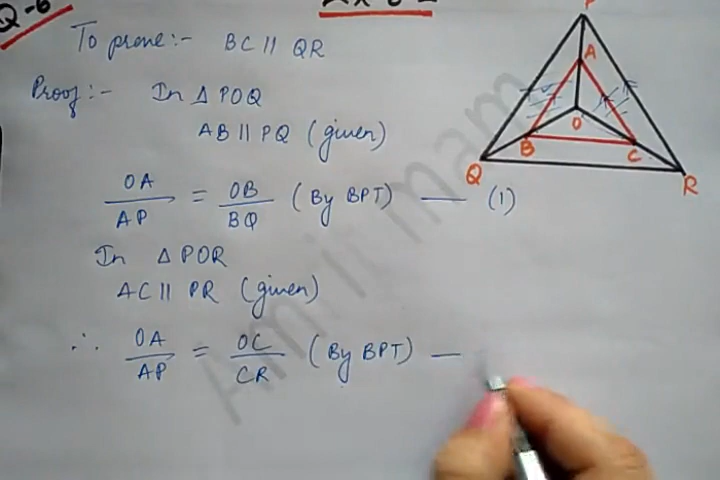 Q-6
To prove:- BC || QR
Proof:- In △ POQ
AB || PQ (given)
OA/AP = OB/BQ (By BPT) — (1)
In △ POR
AC || PR (given)
∴ OA/AP = OC/CR (By BPT) —
P
A
O
B
C
Q
R